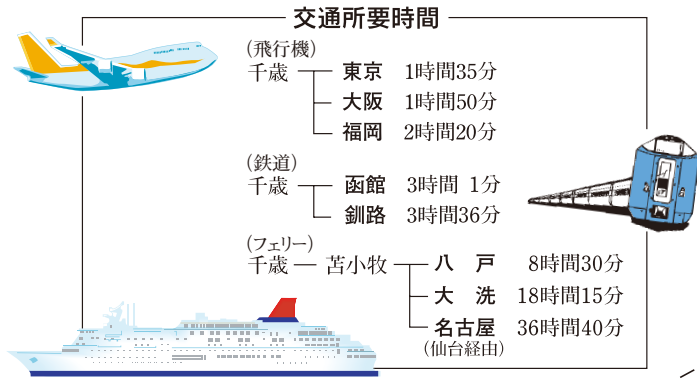 交通所要時間
(飛行機)
千歳 東京 1時間35分
大阪 1時間50分
福岡 2時間20分
(鉄道)
千歳 函館 3時間 1分
釧路 3時間36分
(フェリー)
千歳 苫小牧 八 戸 8時間30分
大 洗 18時間15分
名古屋 36時間40分
(仙台経由)